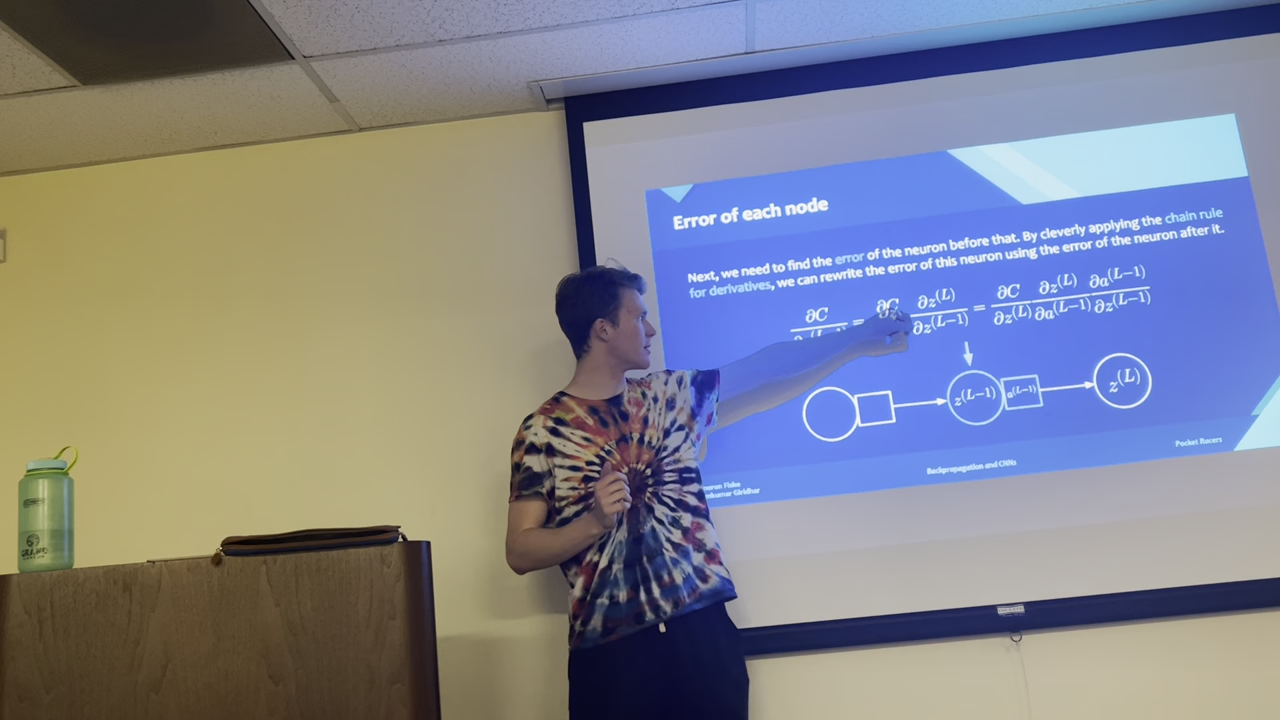 Error of each node
Next, we need to find the error of the neuron before that. By cleverly applying the chain rule
for derivatives, we can rewrite the error of this neuron using the error of the neuron after it.
∂C = ∂C ∂z^(L) / ∂z^(L-1) = ∂C/∂z^(L) ∂z^(L)/∂a^(L-1) ∂a^(L-1)/∂z^(L-1)
z^(L-1) a^(L-1) z^(L)
Backpropagation and CNNs
Pocket Racers
Giridhar